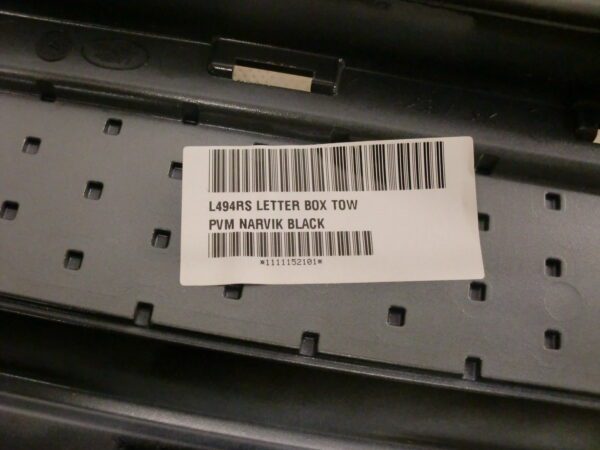 L494RS LETTER BOX TOW
PVM NARVIK BLACK
*1111152101*